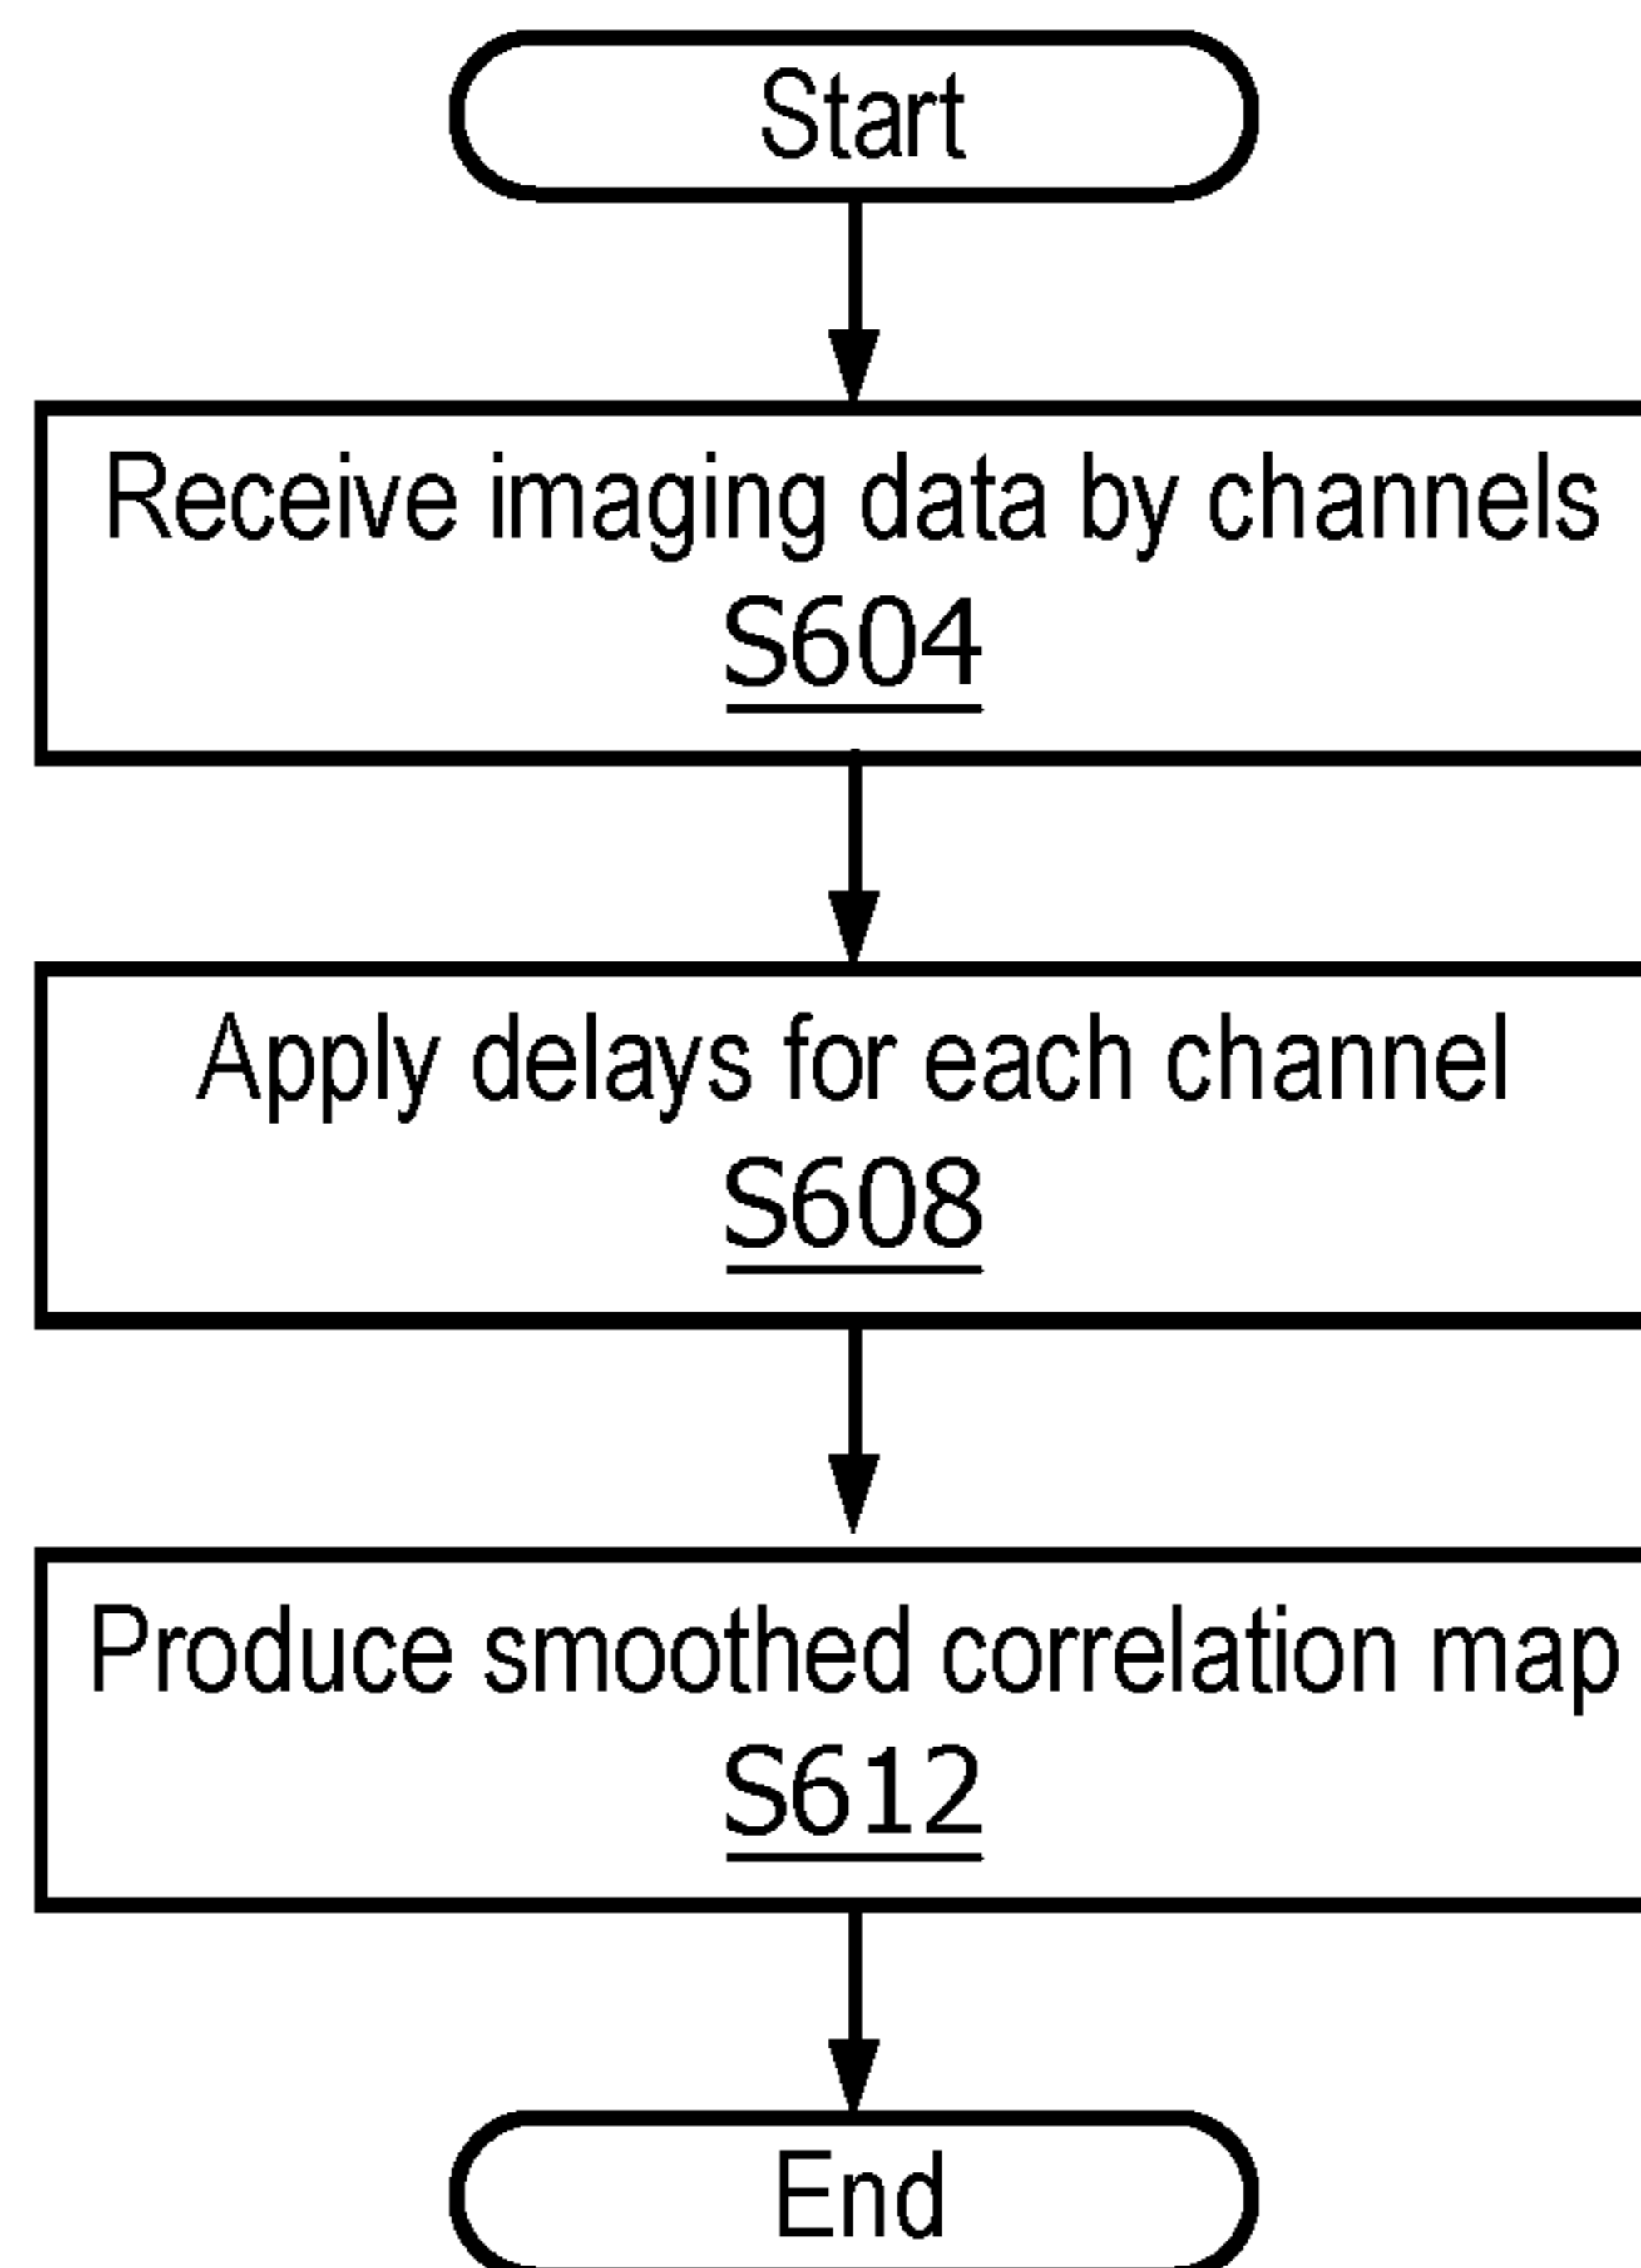 Start
Receive imaging data by channels
S604
Apply delays for each channel
S608
Produce smoothed correlation map
S612
End